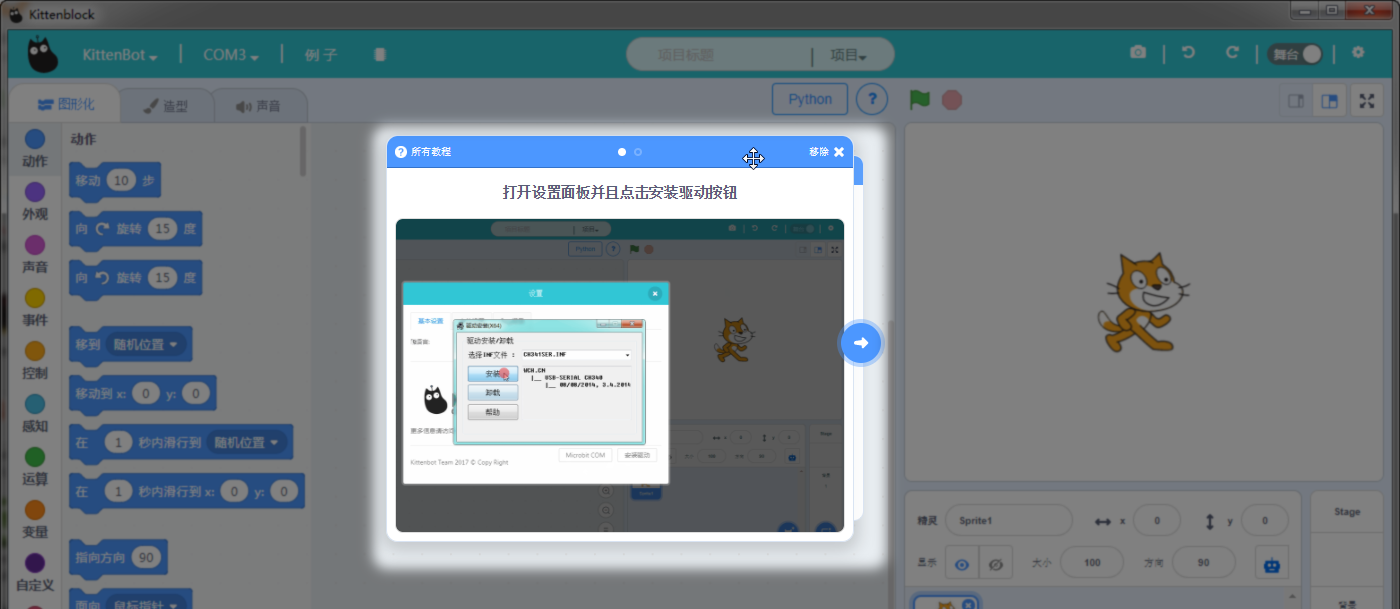 Kittenblock
KittenBot
COM3
例子
项目标题
项目
舞台
图形化
造型
声音
Python
?
动作
外观
声音
事件
控制
感知
运算
变量
自定义
动作
移动 10 步
向 旋转 15 度
向 旋转 15 度
移到 随机位置
移动到 x: 0 y: 0
在 1 秒内滑行到 随机位置
在 1 秒内滑行到 x: 0 y: 0
指向方向 90
面向 鼠标指针
? 所有教程
移除
打开设置面板并且点击安装驱动按钮
Python
?
设置
基本设置
驱动安装(X64)
驱动安装/卸载
选择INF文件: CH341SER.INF
安装
卸载
帮助
WCH.CN
|__ USB-SERIAL CH340
|__ 08/08/2014, 3.4.2014
更多信息请访问
Kittenbot Team 2017 © Copy Right
Microbit COM
安装驱动
精灵 Sprite1 x 0 y 0
显示 大小 100 方向 90
Stage
背景